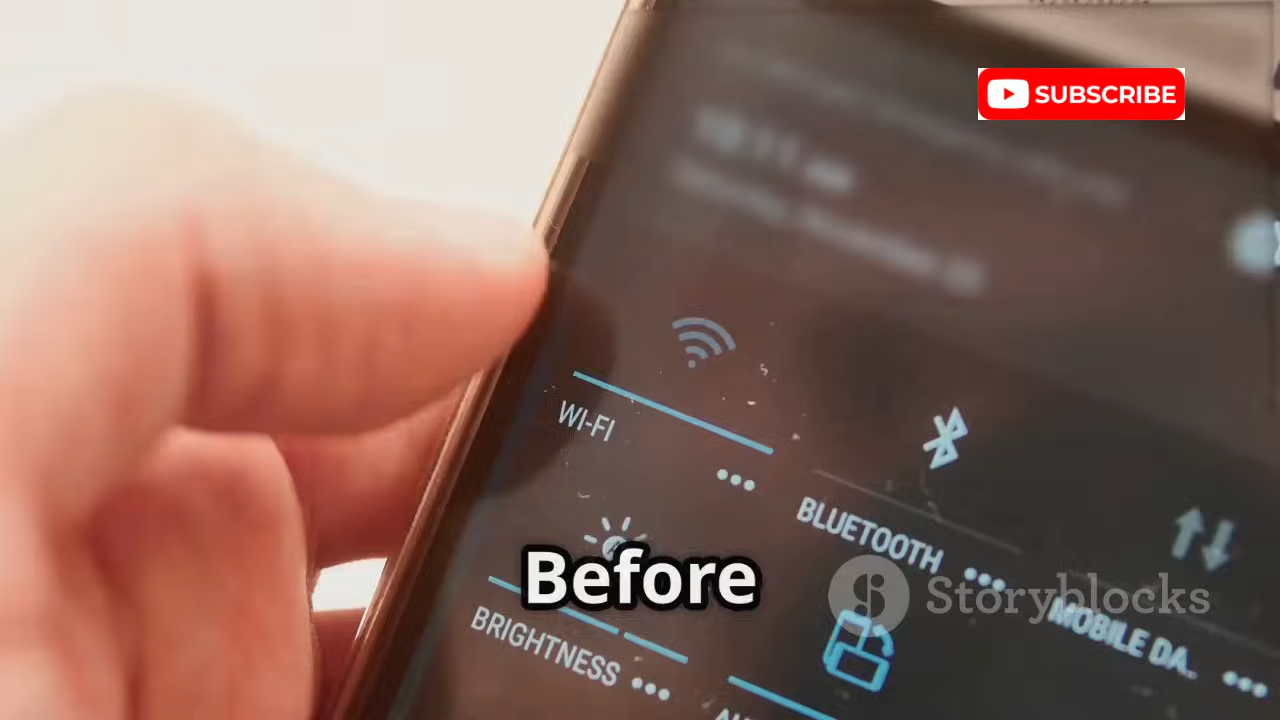 SUBSCRIBE
WI-FI
BLUETOOTH
Before
Storyblocks
MOBILE DA..
BRIGHTNESS